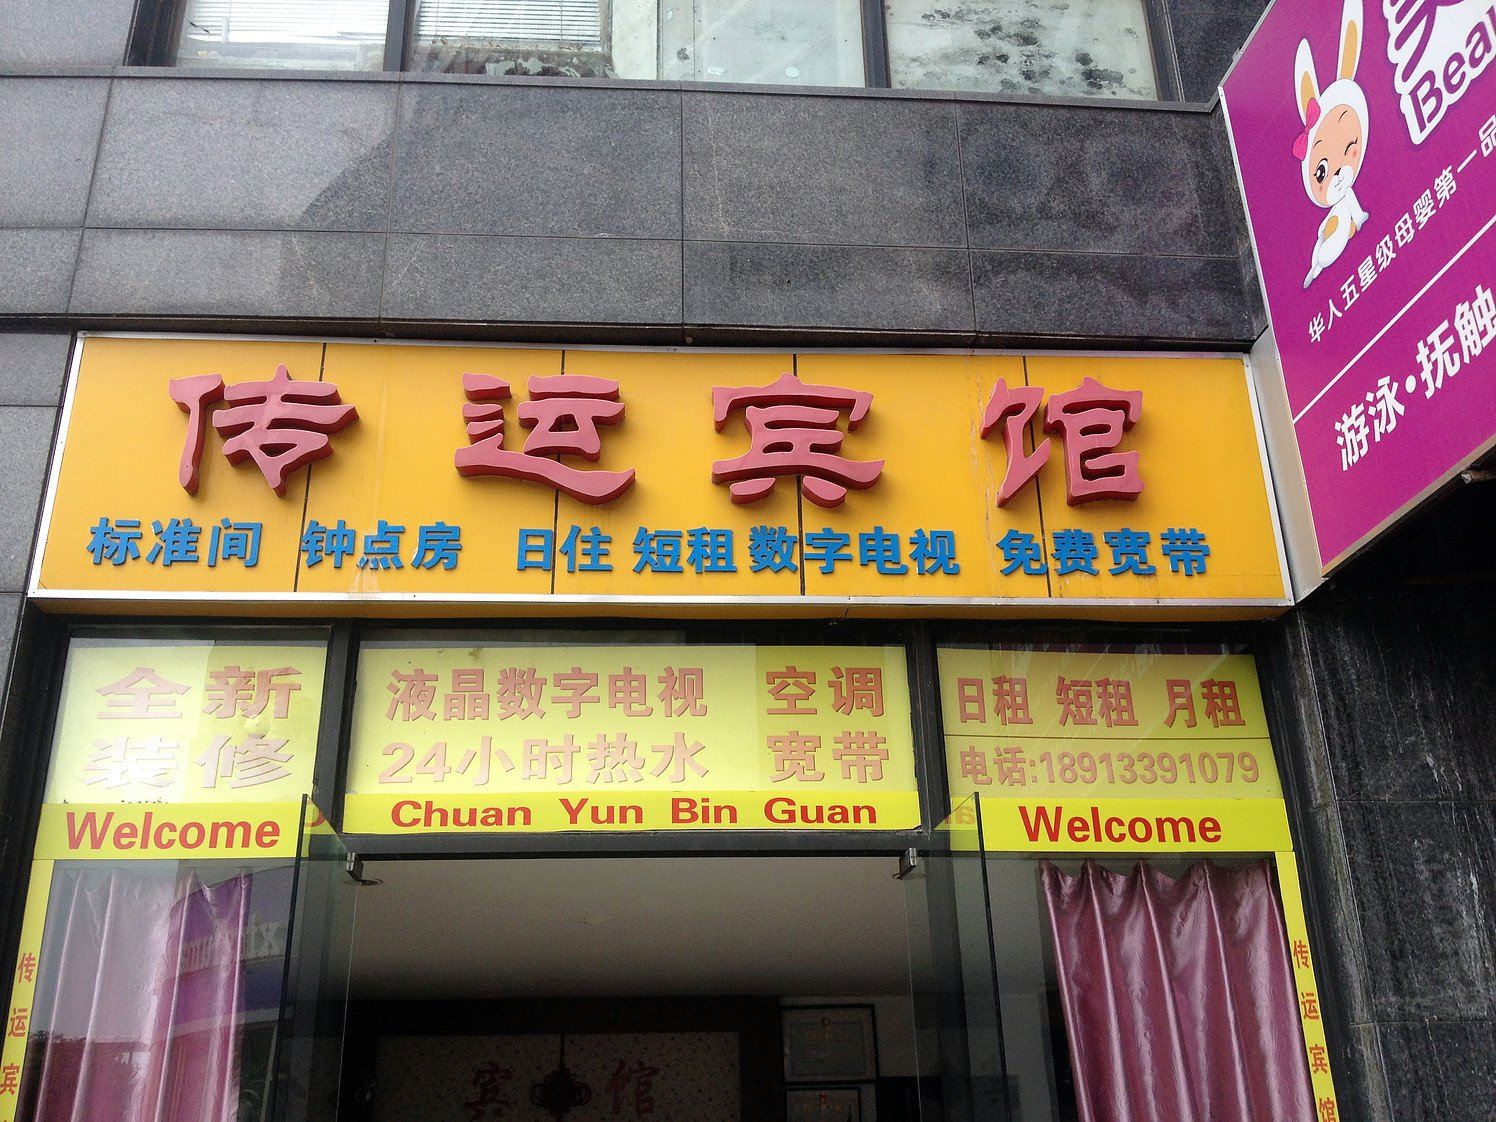 传运宾馆
标准间 钟点房 日住 短租 数字电视 免费宽带
全新
装修
液晶数字电视 空调
24小时热水 宽带
日租 短租 月租
电话:18913391079
Welcome
Chuan Yun Bin Guan
Welcome
传运宾
传运宾馆
宾馆
华人五星级母婴第一品
游泳·抚触